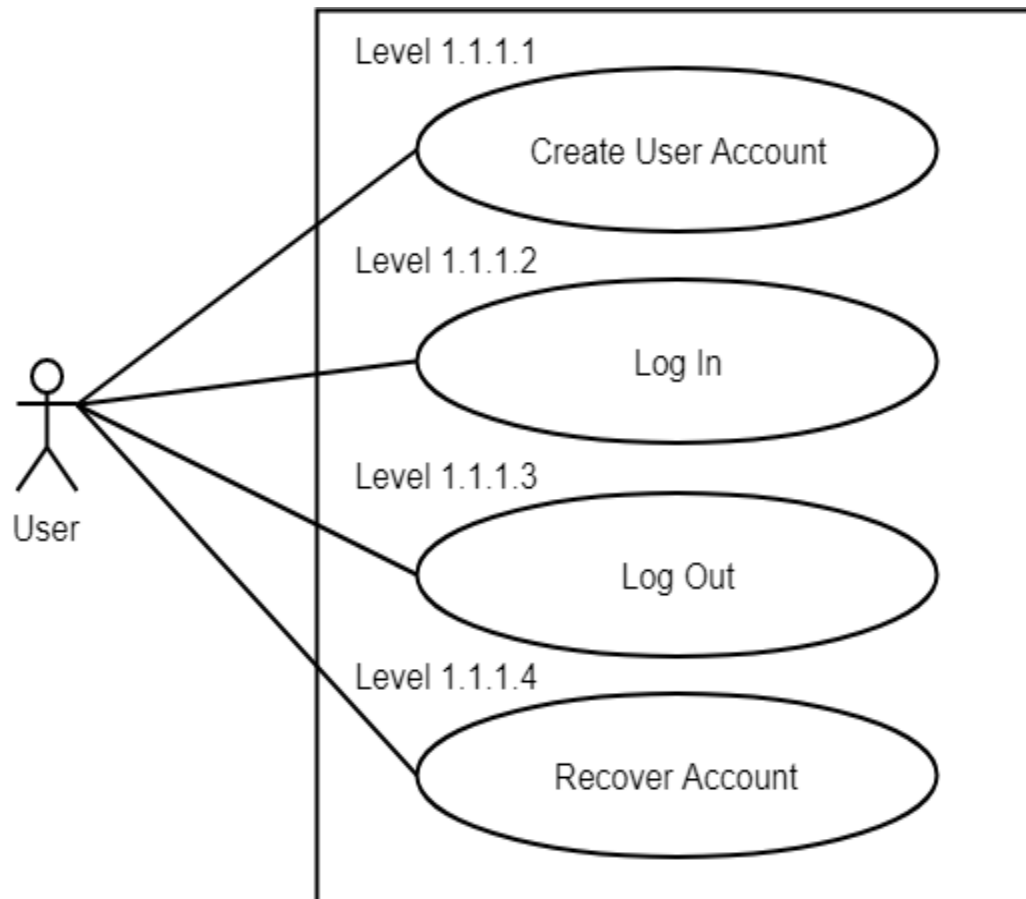 Level 1.1.1.1
Create User Account
Level 1.1.1.2
Log In
Level 1.1.1.3
Log Out
Level 1.1.1.4
Recover Account
User